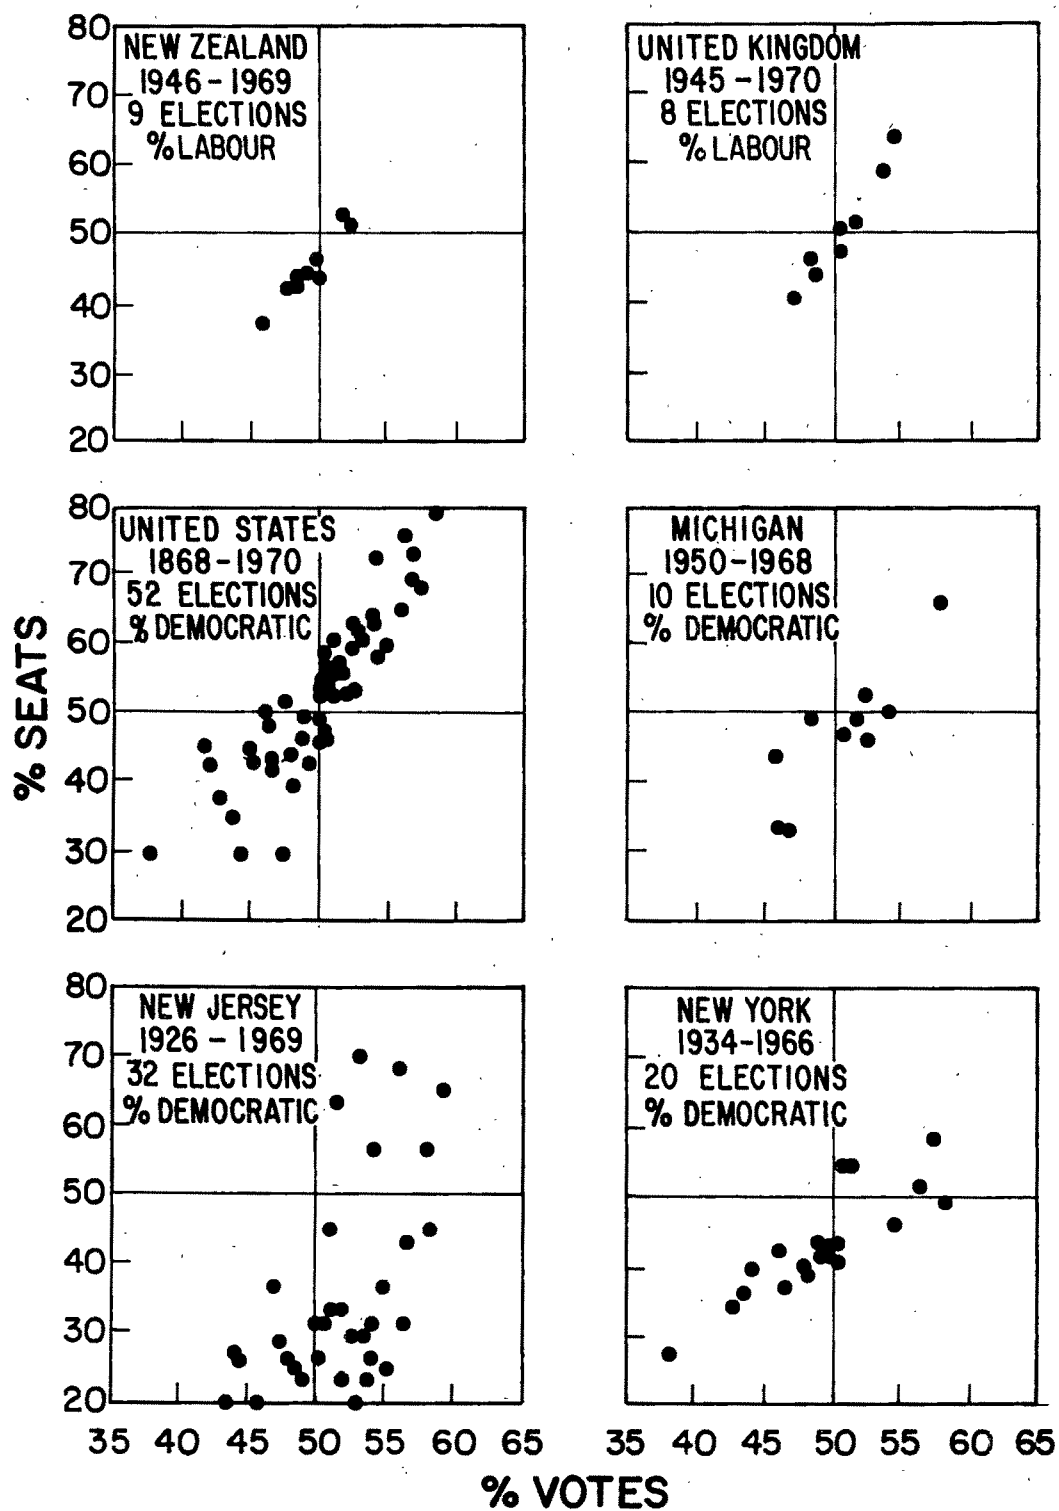 80
70
60
50
40
30
20
NEW ZEALAND
1946 - 1969
9 ELECTIONS
% LABOUR
UNITED KINGDOM
1945 - 1970
8 ELECTIONS
% LABOUR
80
70
60
50
40
30
20
UNITED STATES
1868 - 1970
52 ELECTIONS
% DEMOCRATIC
MICHIGAN
1950 - 1968
10 ELECTIONS
% DEMOCRATIC
% SEATS
80
70
60
50
40
30
20
NEW JERSEY
1926 - 1969
32 ELECTIONS
% DEMOCRATIC
NEW YORK
1934-1966
20 ELECTIONS
% DEMOCRATIC
35 40 45 50 55 60 65
35 40 45 50 55 60 65
% VOTES